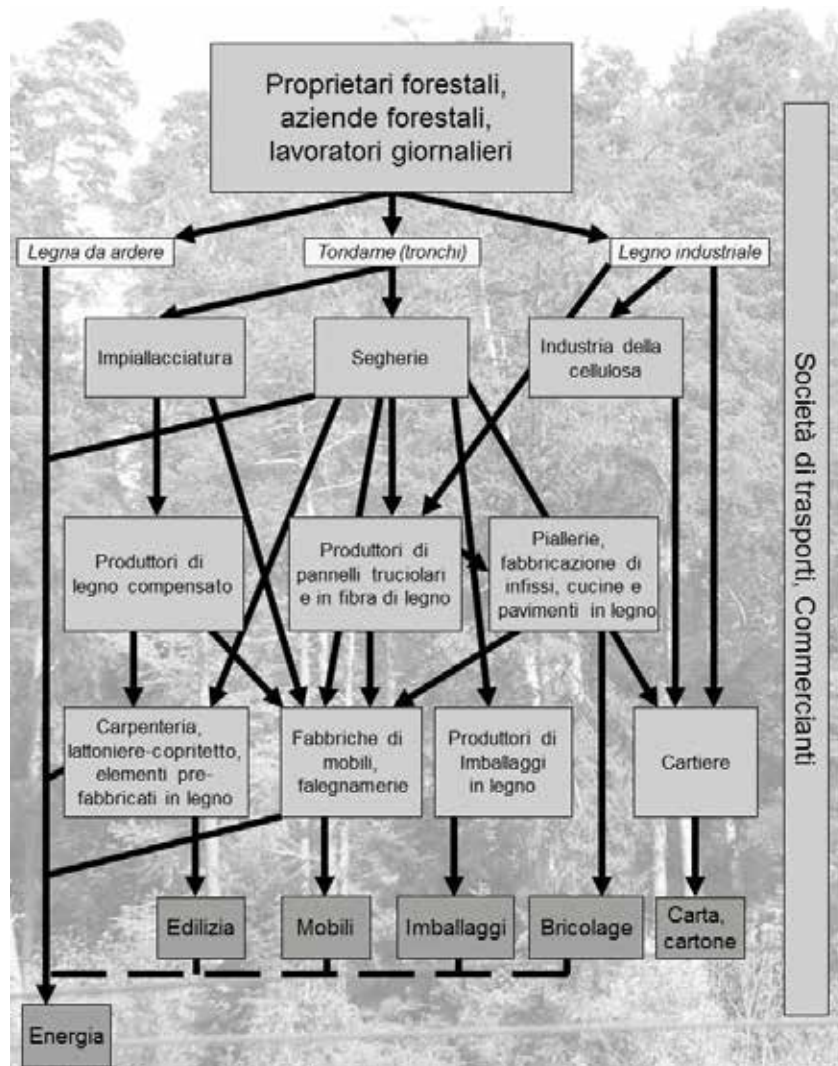 Proprietari forestali,
aziende forestali,
lavoratori giornalieri
Legna da ardere
Tondame (tronchi)
Legno industriale
Impiallacciatura
Segherie
Industria della
cellulosa
Produttori di
legno compensato
Produttori di
pannelli truciolari
e in fibra di legno
Piallerie,
fabbricazione di
infissi, cucine e
pavimenti in legno
Carpenteria,
lattoniere-copritetto,
elementi pre-
fabbricati in legno
Fabbriche di
mobili,
falegnamerie
Produttori di
Imballaggi
in legno
Cartiere
Edilizia
Mobili
Imballaggi
Bricolage
Carta,
cartone
Energia
Società di trasporti, Commercianti